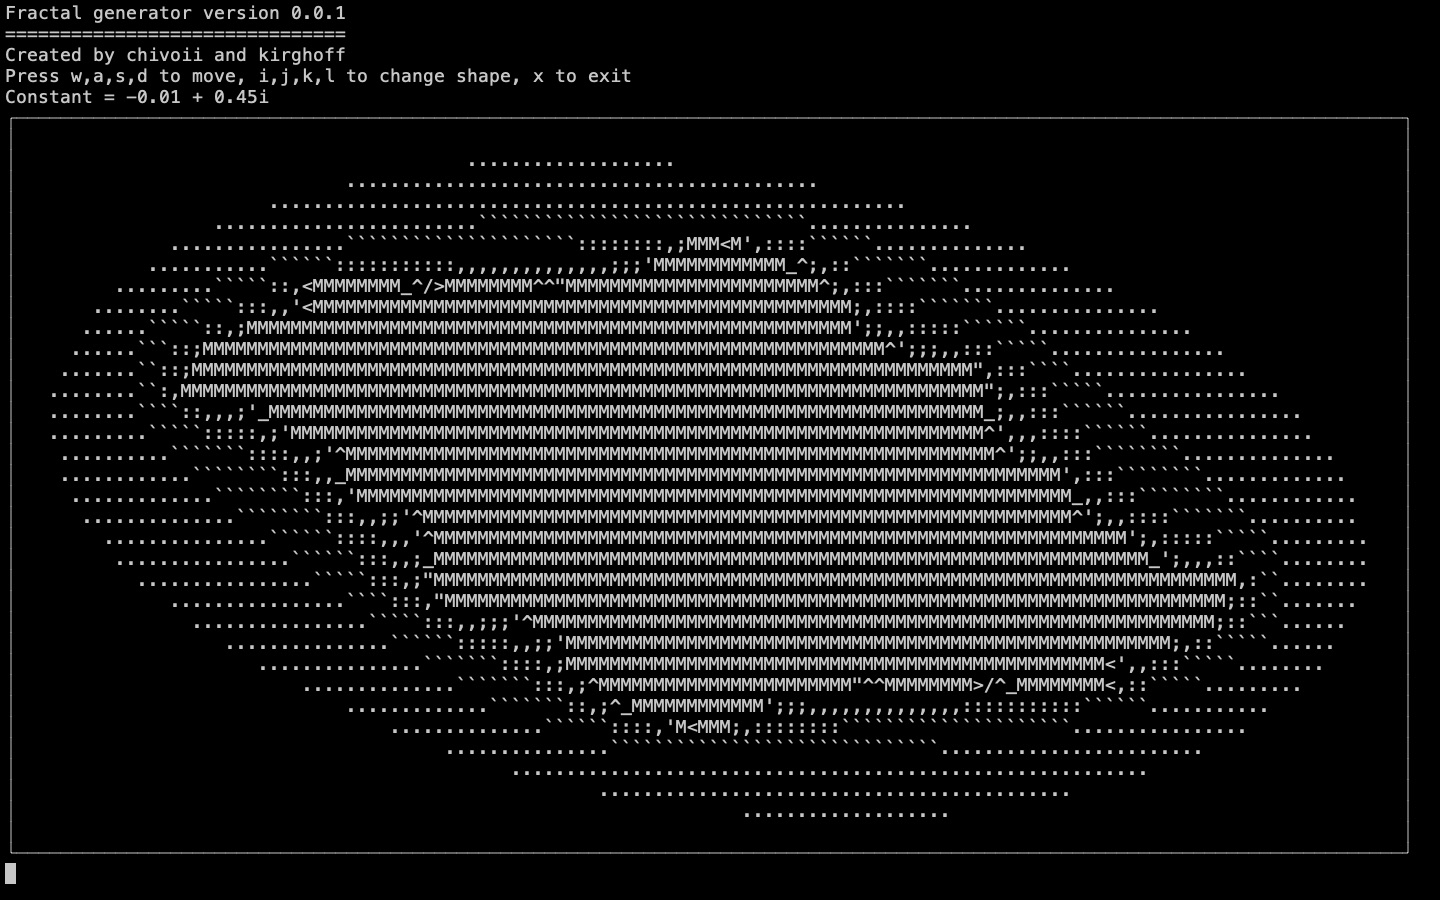 Fractal generator version 0.0.1
===============================
Created by chivoii and kirghoff
Press w,a,s,d to move, i,j,k,l to change shape, x to exit
Constant = -0.01 + 0.45i